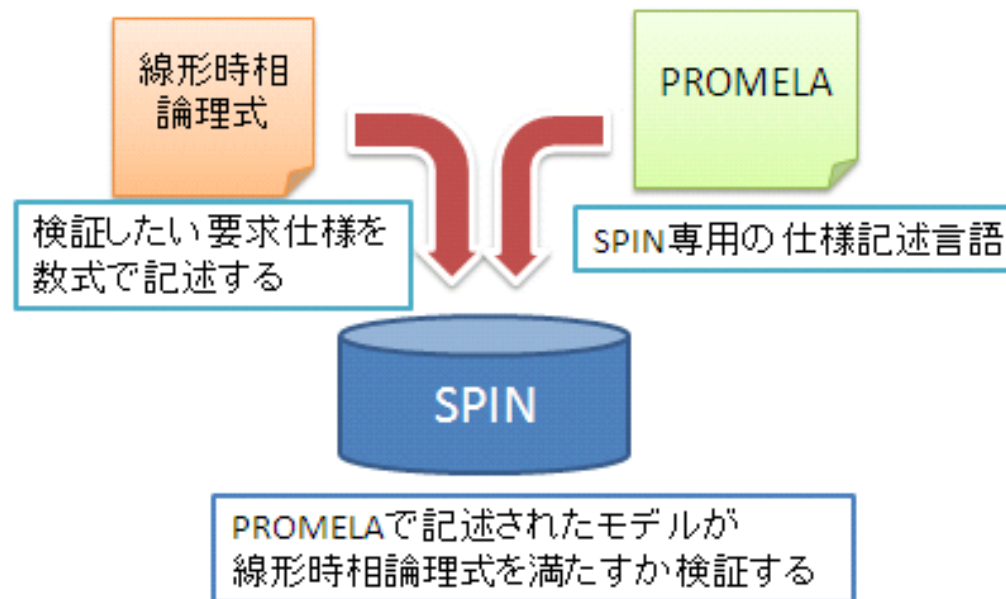 線形時相
論理式
PROMELA
検証したい要求仕様を
数式で記述する
SPIN専用の仕様記述言語
SPIN
PROMELAで記述されたモデルが
線形時相論理式を満たすか検証する